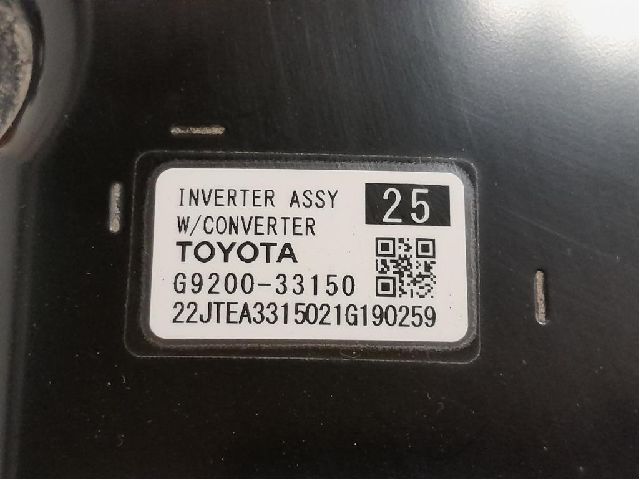 INVERTER ASSY 25
W/CONVERTER
TOYOTA
G9200-33150
22JTEA3315021G190259